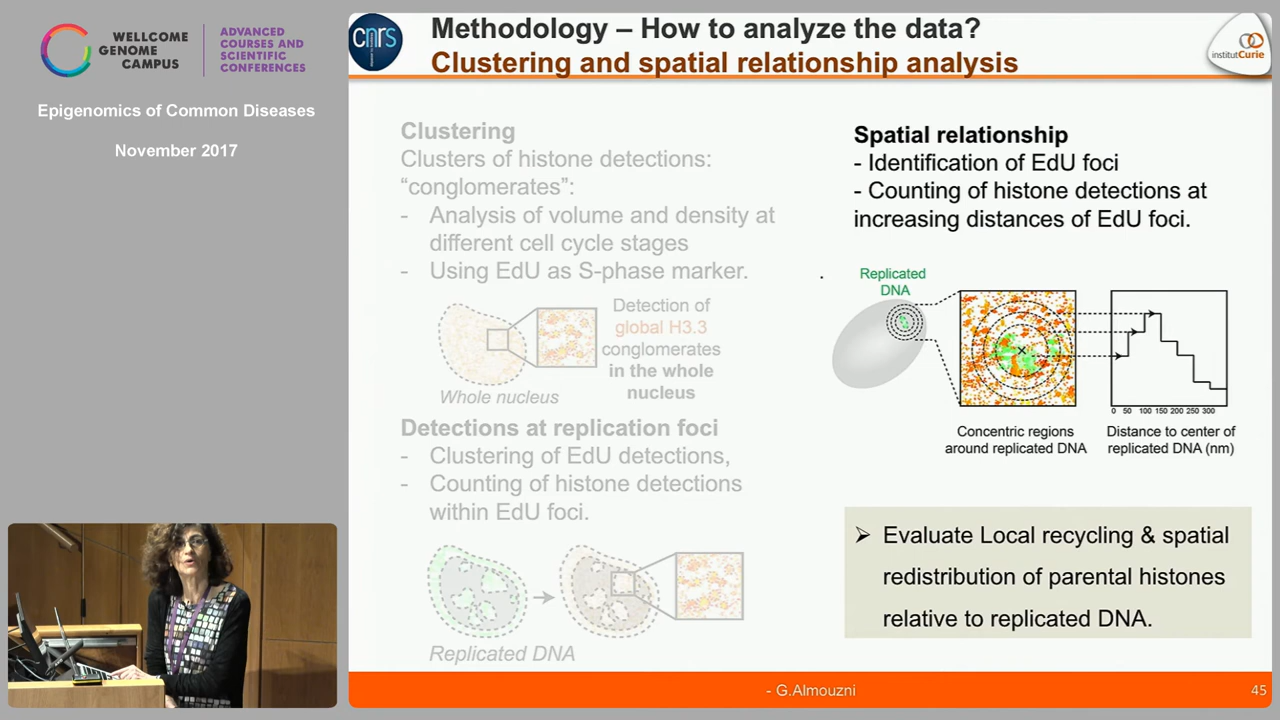 WELLCOME
GENOME
CAMPUS
ADVANCED
COURSES AND
SCIENTIFIC
CONFERENCES
Epigenomics of Common Diseases
November 2017
cnrs
Methodology – How to analyze the data?
Clustering and spatial relationship analysis
institutCurie
Clustering
Clusters of histone detections:
“conglomerates”:
- Analysis of volume and density at
different cell cycle stages
- Using EdU as S-phase marker.
Detection of
global H3.3
conglomerates
in the whole
nucleus
Whole nucleus
Detections at replication foci
- Clustering of EdU detections,
- Counting of histone detections
within EdU foci.
Replicated DNA
Spatial relationship
- Identification of EdU foci
- Counting of histone detections at
increasing distances of EdU foci.
.
Replicated
DNA
0 50 100 150 200 250 300
Concentric regions
around replicated DNA
Distance to center of
replicated DNA (nm)
➢ Evaluate Local recycling & spatial
redistribution of parental histones
relative to replicated DNA.
- G.Almouzni
45